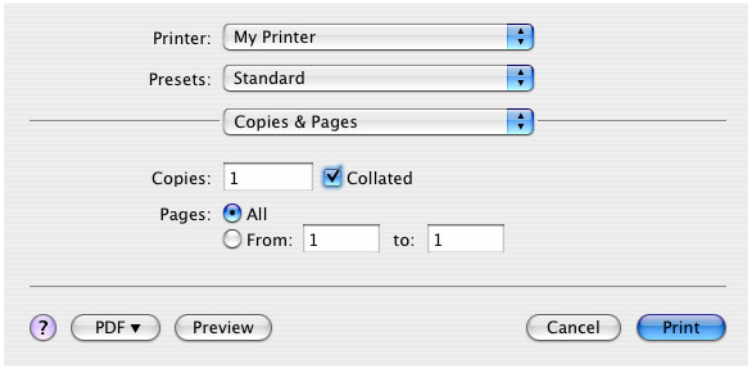 Printer: My Printer
Presets: Standard
Copies & Pages
Copies: 1 Collated
Pages: All
From: 1 to: 1
? PDF ▼ Preview Cancel Print